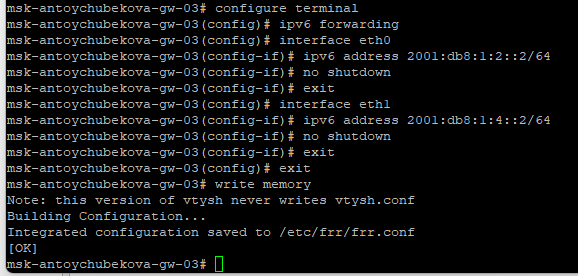 msk-antoychubekova-gw-03# configure terminal
msk-antoychubekova-gw-03(config)# ipv6 forwarding
msk-antoychubekova-gw-03(config)# interface eth0
msk-antoychubekova-gw-03(config-if)# ipv6 address 2001:db8:1:2::2/64
msk-antoychubekova-gw-03(config-if)# no shutdown
msk-antoychubekova-gw-03(config-if)# exit
msk-antoychubekova-gw-03(config)# interface eth1
msk-antoychubekova-gw-03(config-if)# ipv6 address 2001:db8:1:4::2/64
msk-antoychubekova-gw-03(config-if)# no shutdown
msk-antoychubekova-gw-03(config-if)# exit
msk-antoychubekova-gw-03(config)# exit
msk-antoychubekova-gw-03# write memory
Note: this version of vtysh never writes vtysh.conf
Building Configuration...
Integrated configuration saved to /etc/frr/frr.conf
[OK]
msk-antoychubekova-gw-03#